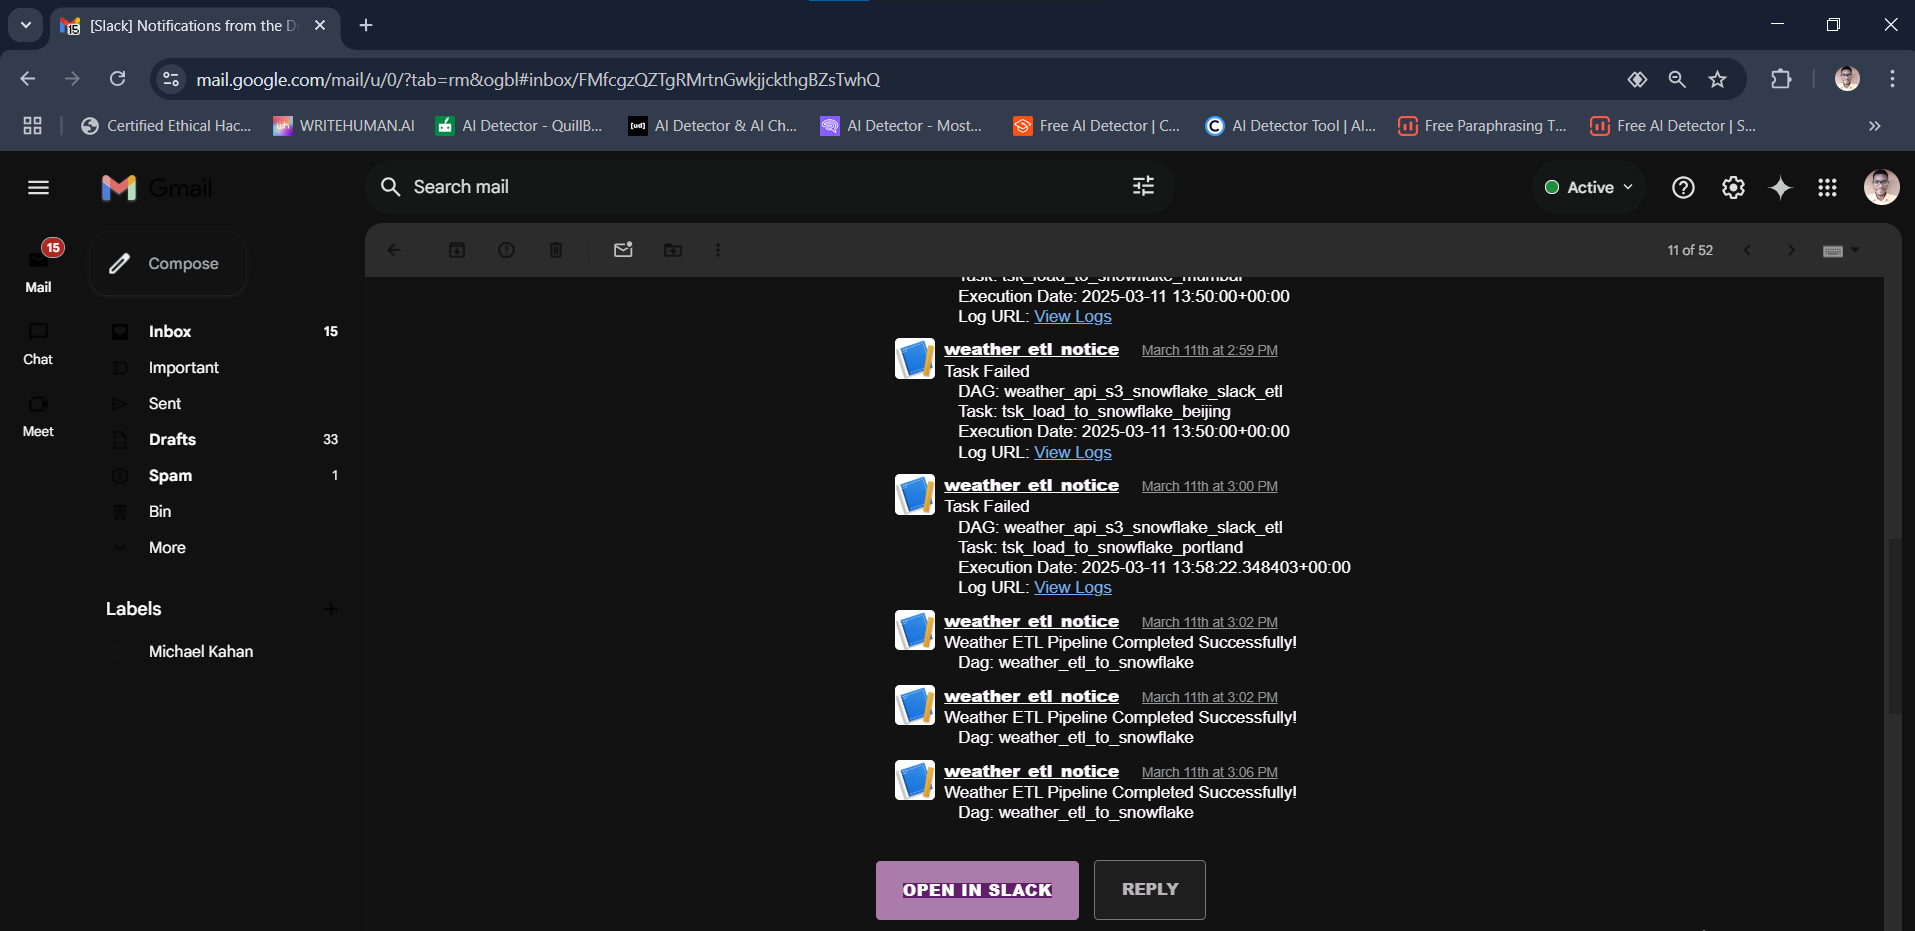 [Slack] Notifications from the D
mail.google.com/mail/u/0/?tab=rm&ogbl#inbox/FMfcgzQZTgRMrtnGwkjjckthgBZsTwhQ
Certified Ethical Hac...
WRITEHUMAN.AI
AI Detector - QuillB...
AI Detector & AI Ch...
AI Detector - Most...
Free AI Detector | C...
AI Detector Tool | AI...
Free Paraphrasing T...
Free AI Detector | S...
Gmail
Search mail
Active
15
Mail
Chat
Meet
Compose
Inbox 15
Important
Sent
Drafts 33
Spam 1
Bin
More
Labels
Michael Kahan
11 of 52
Task: tsk_load_to_snowflake_mumbai
Execution Date: 2025-03-11 13:50:00+00:00
Log URL: View Logs
weather_etl_notice March 11th at 2:59 PM
Task Failed
DAG: weather_api_s3_snowflake_slack_etl
Task: tsk_load_to_snowflake_beijing
Execution Date: 2025-03-11 13:50:00+00:00
Log URL: View Logs
weather_etl_notice March 11th at 3:00 PM
Task Failed
DAG: weather_api_s3_snowflake_slack_etl
Task: tsk_load_to_snowflake_portland
Execution Date: 2025-03-11 13:58:22.348403+00:00
Log URL: View Logs
weather_etl_notice March 11th at 3:02 PM
Weather ETL Pipeline Completed Successfully!
Dag: weather_etl_to_snowflake
weather_etl_notice March 11th at 3:02 PM
Weather ETL Pipeline Completed Successfully!
Dag: weather_etl_to_snowflake
weather_etl_notice March 11th at 3:06 PM
Weather ETL Pipeline Completed Successfully!
Dag: weather_etl_to_snowflake
OPEN IN SLACK
REPLY